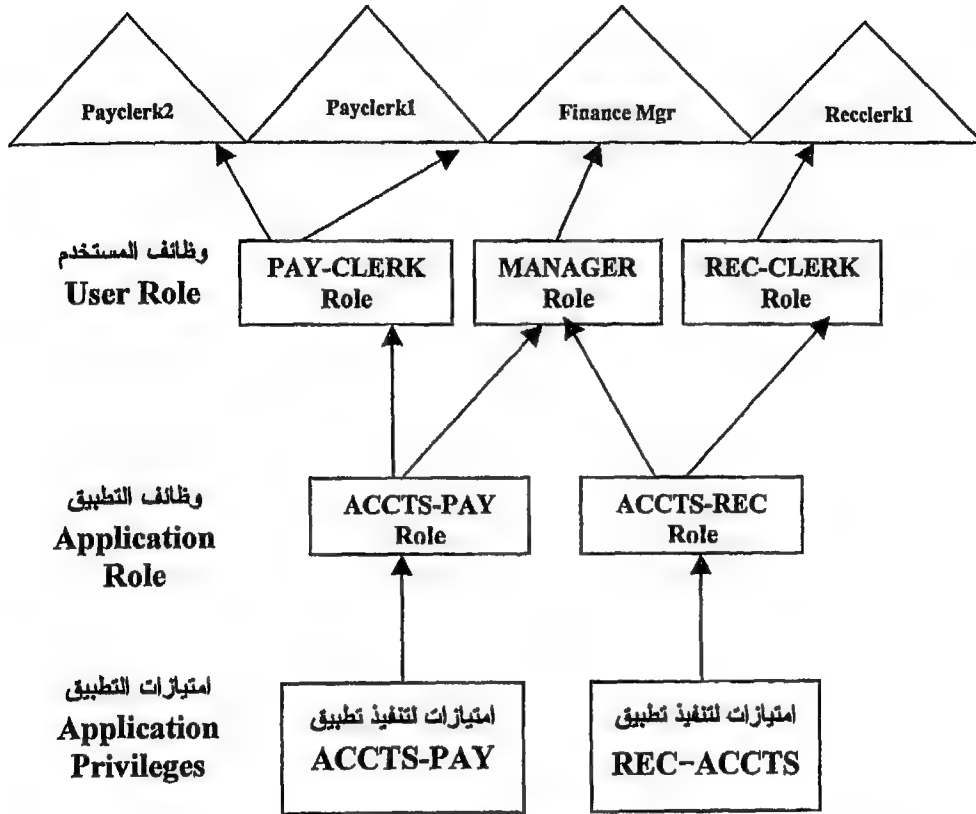 Payclerk2
Payclerk1
Finance Mgr
Recclerk1
وظائف المستخدم
User Role
PAY-CLERK
Role
MANAGER
Role
REC-CLERK
Role
وظائف التطبيق
Application
Role
ACCTS-PAY
Role
ACCTS-REC
Role
امتيازات التطبيق
Application
Privileges
امتيازات لتنفيذ تطبيق
ACCTS-PAY
امتيازات لتنفيذ تطبيق
REC-ACCTS